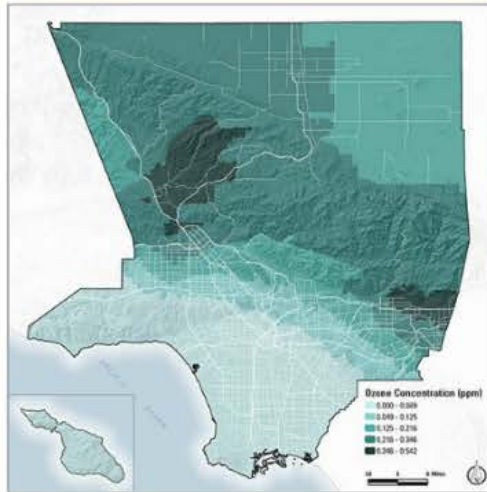 Ozone Concentration (ppm)
0.000 - 0.049
0.049 - 0.125
0.125 - 0.216
0.216 - 0.346
0.346 - 0.542
Miles